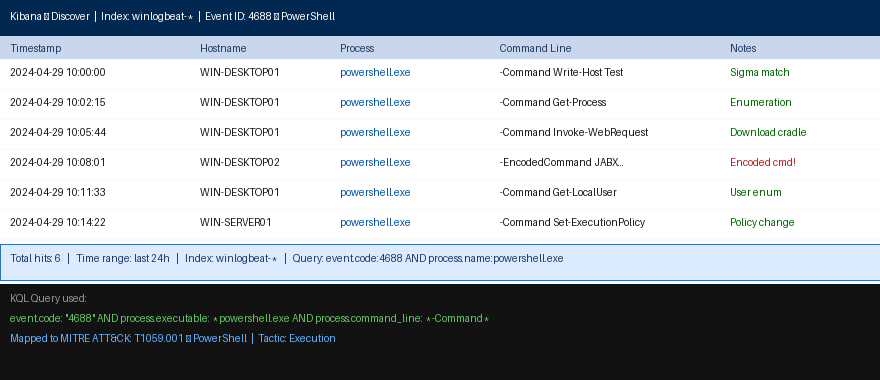 Kibana ▯ Discover | Index: winlogbeat-* | Event ID: 4688 ▯ PowerShell
Timestamp Hostname Process Command Line Notes
2024-04-29 10:00:00 WIN-DESKTOP01 powershell.exe -Command Write-Host Test Sigma match
2024-04-29 10:02:15 WIN-DESKTOP01 powershell.exe -Command Get-Process Enumeration
2024-04-29 10:05:44 WIN-DESKTOP01 powershell.exe -Command Invoke-WebRequest Download cradle
2024-04-29 10:08:01 WIN-DESKTOP02 powershell.exe -EncodedCommand JABX... Encoded cmd!
2024-04-29 10:11:33 WIN-DESKTOP01 powershell.exe -Command Get-LocalUser User enum
2024-04-29 10:14:22 WIN-SERVER01 powershell.exe -Command Set-ExecutionPolicy Policy change
Total hits: 6 | Time range: last 24h | Index: winlogbeat-* | Query: event.code:4688 AND process.name:powershell.exe
KQL Query used:
event.code: "4688" AND process.executable: *powershell.exe AND process.command_line: *-Command*
Mapped to MITRE ATT&CK: T1059.001 ▯ PowerShell | Tactic: Execution